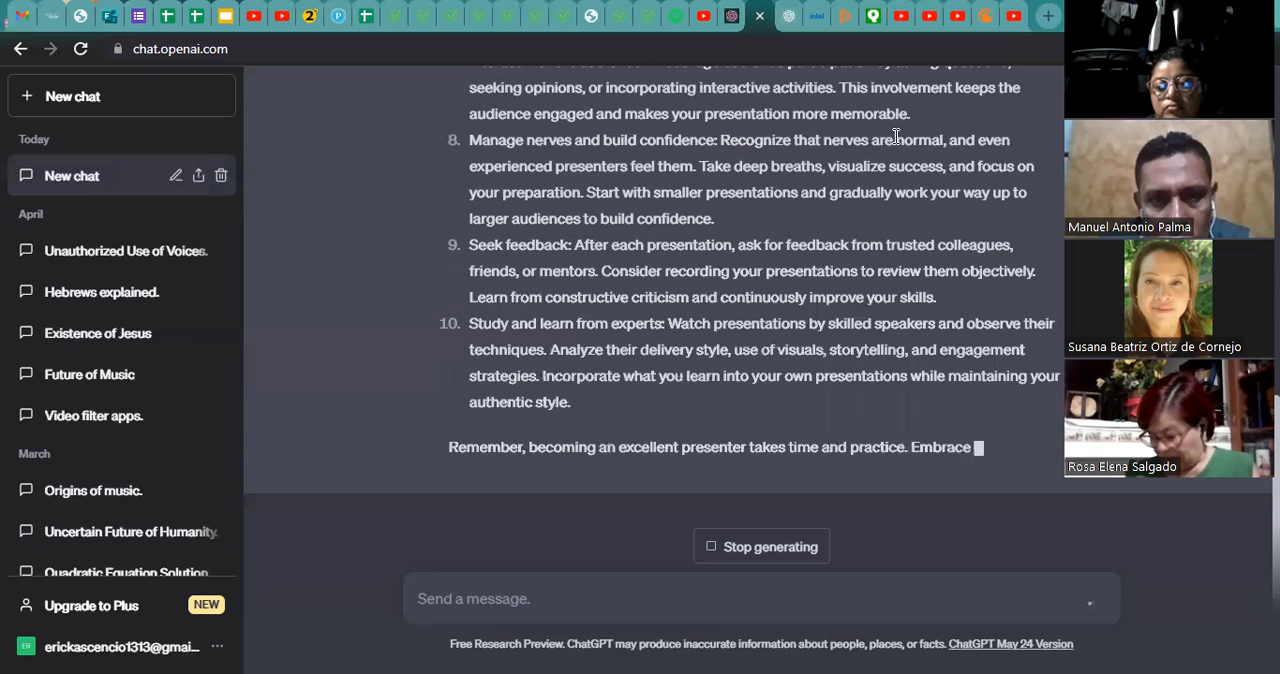 chat.openai.com
New chat
Today
New chat
April
Unauthorized Use of Voices.
Hebrews explained.
Existence of Jesus
Future of Music
Video filter apps.
March
Origins of music.
Uncertain Future of Humanity.
Quadratic Equation Solution
Upgrade to Plus NEW
ER erickascencio1313@gmai... ...
seeking opinions, or incorporating interactive activities. This involvement keeps the
audience engaged and makes your presentation more memorable.
8. Manage nerves and build confidence: Recognize that nerves are normal, and even
experienced presenters feel them. Take deep breaths, visualize success, and focus on
your preparation. Start with smaller presentations and gradually work your way up to
larger audiences to build confidence.
9. Seek feedback: After each presentation, ask for feedback from trusted colleagues,
friends, or mentors. Consider recording your presentations to review them objectively.
Learn from constructive criticism and continuously improve your skills.
10. Study and learn from experts: Watch presentations by skilled speakers and observe their
techniques. Analyze their delivery style, use of visuals, storytelling, and engagement
strategies. Incorporate what you learn into your own presentations while maintaining your
authentic style.
Remember, becoming an excellent presenter takes time and practice. Embrace
Stop generating
Send a message.
Free Research Preview. ChatGPT may produce inaccurate information about people, places, or facts. ChatGPT May 24 Version
Manuel Antonio Palma
Susana Beatriz Ortiz de Cornejo
Rosa Elena Salgado